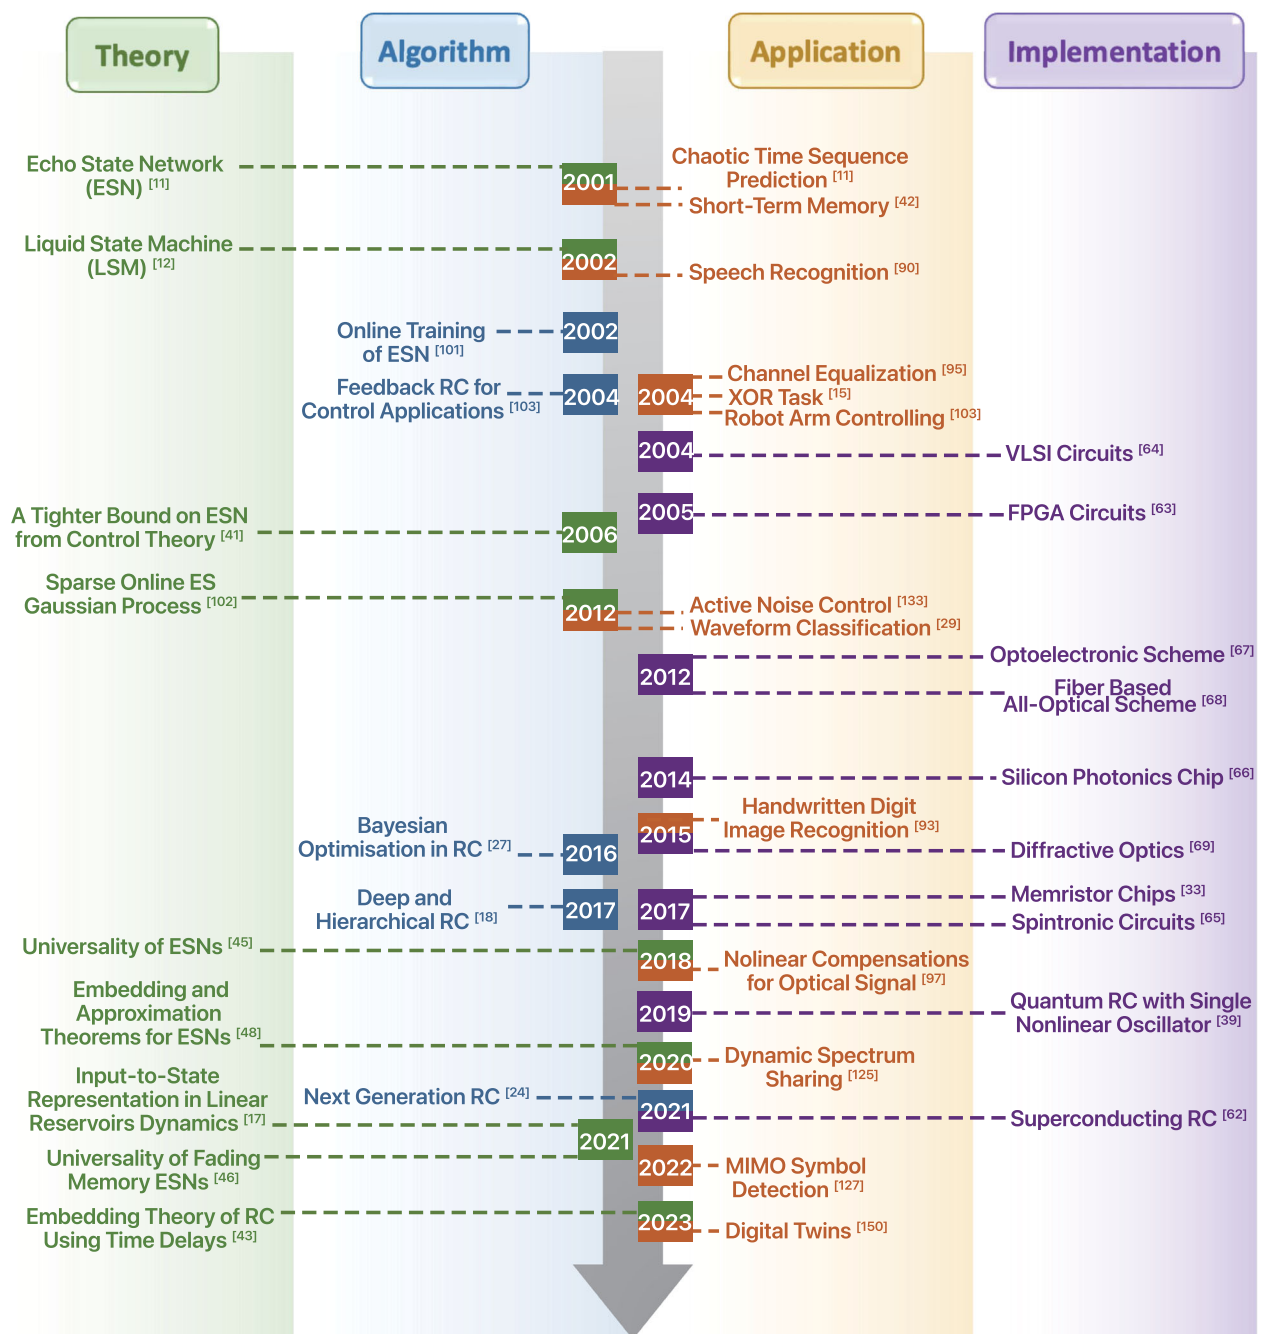 Theory
Algorithm
Application
Implementation
Echo State Network
(ESN) [11]
2001
Chaotic Time Sequence
Prediction [11]
Short-Term Memory [42]
Liquid State Machine
(LSM) [12]
2002
Speech Recognition [90]
Online Training
of ESN [101]
2002
Feedback RC for
Control Applications [103]
2004
2004
Channel Equalization [95]
XOR Task [15]
Robot Arm Controlling [103]
2004
VLSI Circuits [64]
2005
FPGA Circuits [63]
A Tighter Bound on ESN
from Control Theory [41]
2006
Sparse Online ES
Gaussian Process [102]
2012
Active Noise Control [133]
Waveform Classification [29]
2012
Optoelectronic Scheme [67]
Fiber Based
All-Optical Scheme [68]
2014
Silicon Photonics Chip [66]
2015
Handwritten Digit
Image Recognition [93]
Diffractive Optics [69]
Bayesian
Optimisation in RC [27]
2016
Deep and
Hierarchical RC [18]
2017
2017
Memristor Chips [33]
Spintronic Circuits [65]
Universality of ESNs [45]
2018
Nolinear Compensations
for Optical Signal [97]
2019
Quantum RC with Single
Nonlinear Oscillator [39]
Embedding and
Approximation
Theorems for ESNs [48]
2020
Dynamic Spectrum
Sharing [125]
Next Generation RC [24]
2021
Superconducting RC [62]
Input-to-State
Representation in Linear
Reservoirs Dynamics [17]
2021
Universality of Fading
Memory ESNs [46]
2022
MIMO Symbol
Detection [127]
Embedding Theory of RC
Using Time Delays [43]
2023
Digital Twins [150]